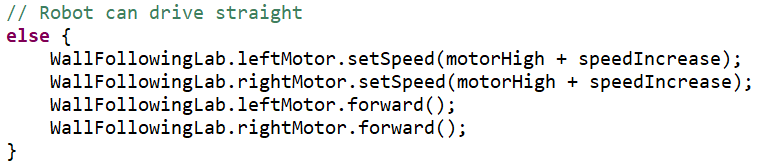 // Robot can drive straight
else {
    WallFollowingLab.leftMotor.setSpeed(motorHigh + speedIncrease);
    WallFollowingLab.rightMotor.setSpeed(motorHigh + speedIncrease);
    WallFollowingLab.leftMotor.forward();
    WallFollowingLab.rightMotor.forward();
}